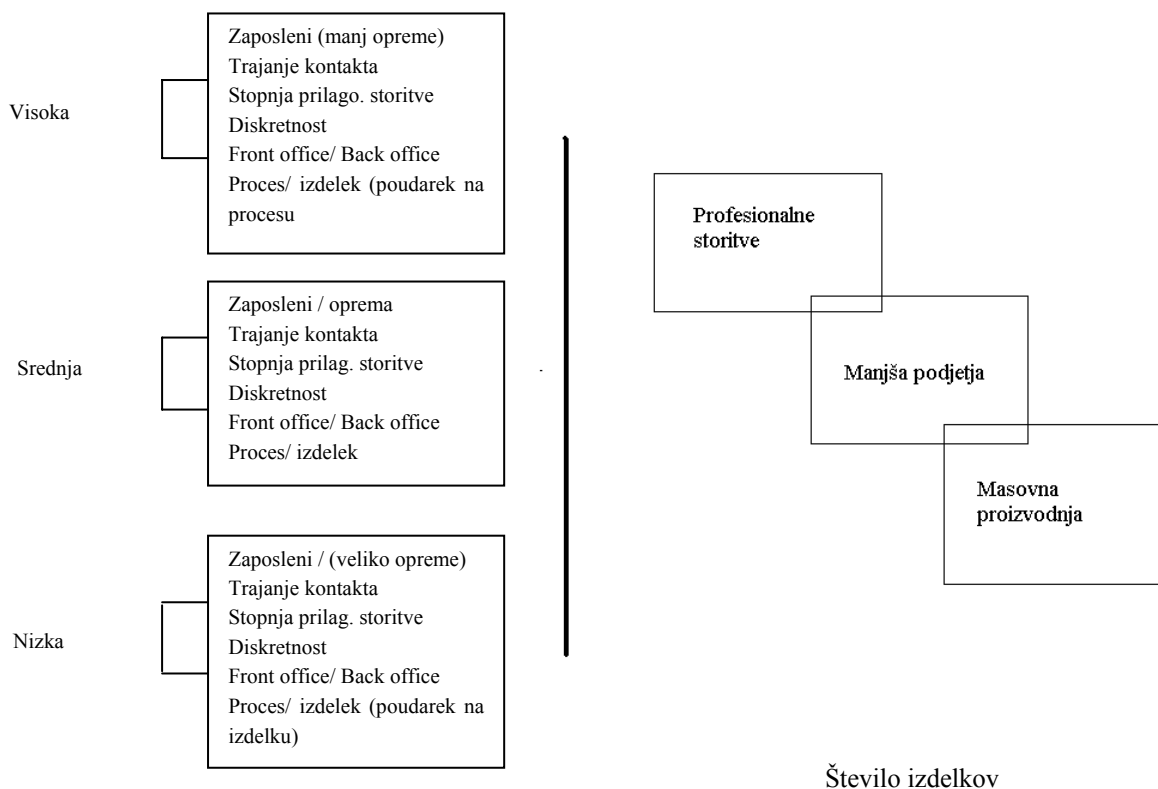 Visoka
Zaposleni (manj opreme)
Trajanje kontakta
Stopnja prilago. storitve
Diskretnost
Front office/ Back office
Proces/ izdelek (poudarek na
procesu
Srednja
Zaposleni / oprema
Trajanje kontakta
Stopnja prilag. storitve
Diskretnost
Front office/ Back office
Proces/ izdelek
Nizka
Zaposleni / (veliko opreme)
Trajanje kontakta
Stopnja prilag. storitve
Diskretnost
Front office/ Back office
Proces/ izdelek (poudarek na
izdelku)
Profesionalne
storitve
Manjša podjetja
Masovna
proizvodnja
Število izdelkov